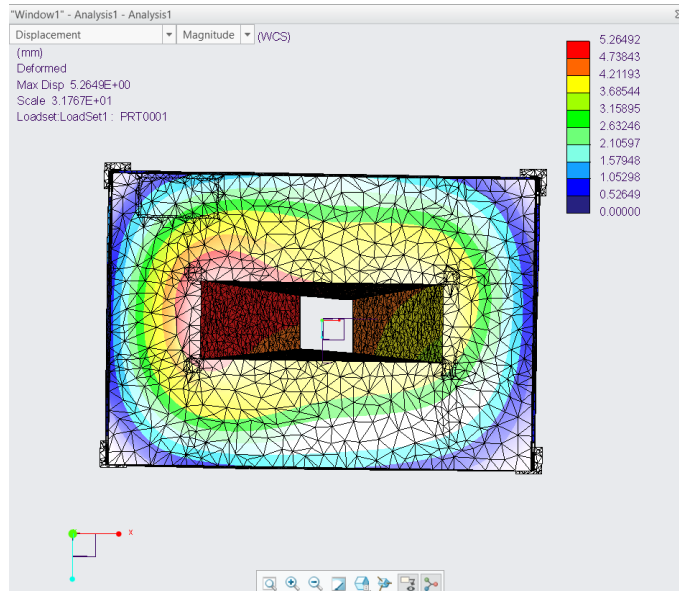 "Window1" - Analysis1 - Analysis1
Displacement Magnitude (WCS)
(mm)
Deformed
Max Disp 5.2649E+00
Scale 3.1767E+01
Loadset:LoadSet1 : PRT0001
5.26492
4.73843
4.21193
3.68544
3.15895
2.63246
2.10597
1.57948
1.05298
0.52649
0.00000
x